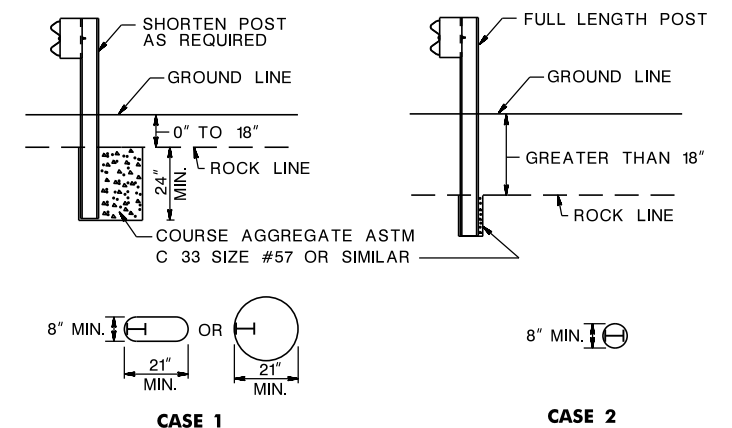 SHORTEN POST
AS REQUIRED
GROUND LINE
0" TO 18"
ROCK LINE
24"
MIN.
COURSE AGGREGATE ASTM
C 33 SIZE #57 OR SIMILAR
8" MIN.
OR
21"
MIN.
21"
MIN.
CASE 1
FULL LENGTH POST
GROUND LINE
GREATER THAN 18"
ROCK LINE
8" MIN.
CASE 2